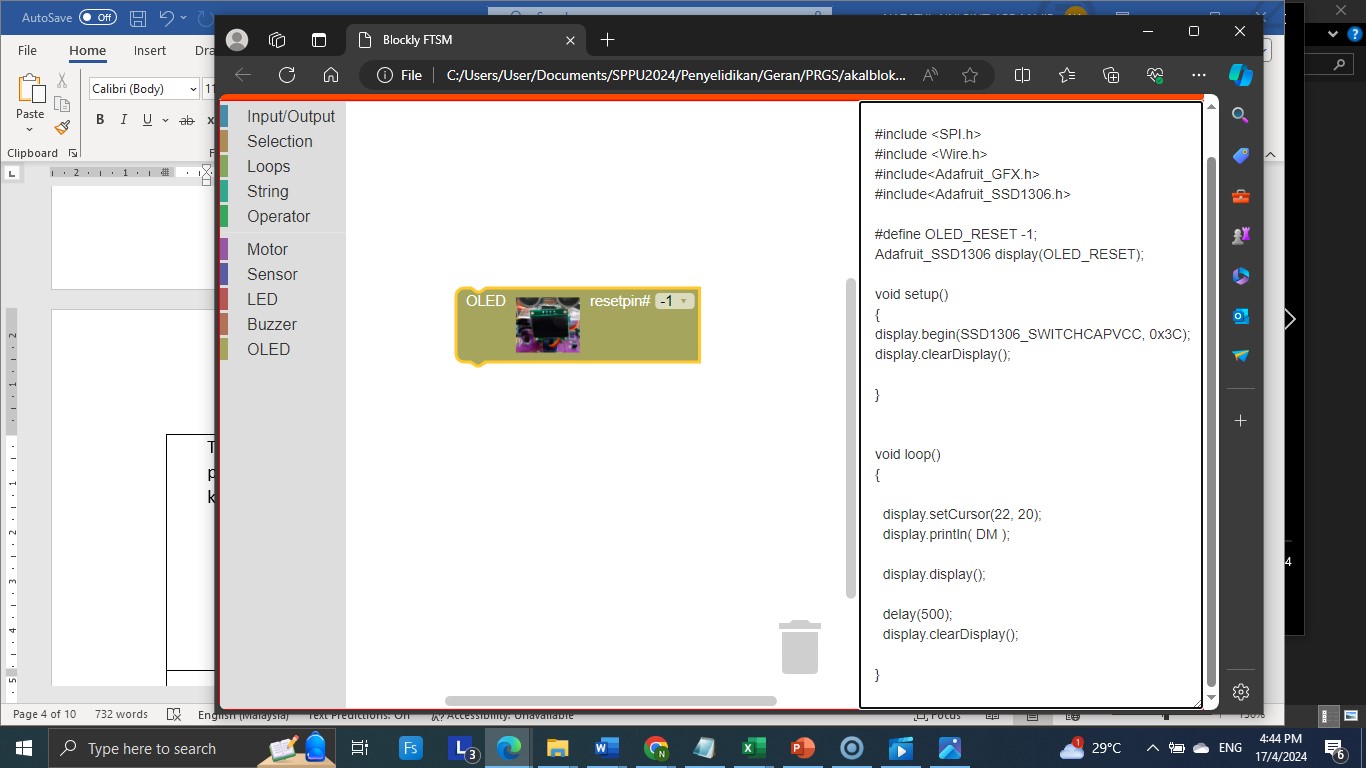 AutoSave Off
Search
Blockly FTSM
File Home Insert
File C:/Users/User/Documents/SPPU2024/Penyelidikan/Geran/PRGS/akalblok...
Paste
Calibri (Body) 11
B I U ab
Clipboard
Input/Output
Selection
Loops
String
Operator
Motor
Sensor
LED
Buzzer
OLED
OLED resetpin# -1
#include <SPI.h>
#include <Wire.h>
#include<Adafruit_GFX.h>
#include<Adafruit_SSD1306.h>
#define OLED_RESET -1;
Adafruit_SSD1306 display(OLED_RESET);
void setup()
{
display.begin(SSD1306_SWITCHCAPVCC, 0x3C);
display.clearDisplay();
}
void loop()
{
display.setCursor(22, 20);
display.println( DM );
display.display();
delay(500);
display.clearDisplay();
}
Page 4 of 10 732 words English (Malaysia) Text Predictions: On Accessibility: Unavailable Focus 130%
Type here to search
Fs
L 3
29°C
ENG
4:44 PM
17/4/2024
6